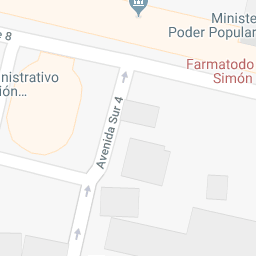 Ministe
Poder Popular
e 8
Farmatodo
Simón
nistrativo
ión...
Avenida Sur 4